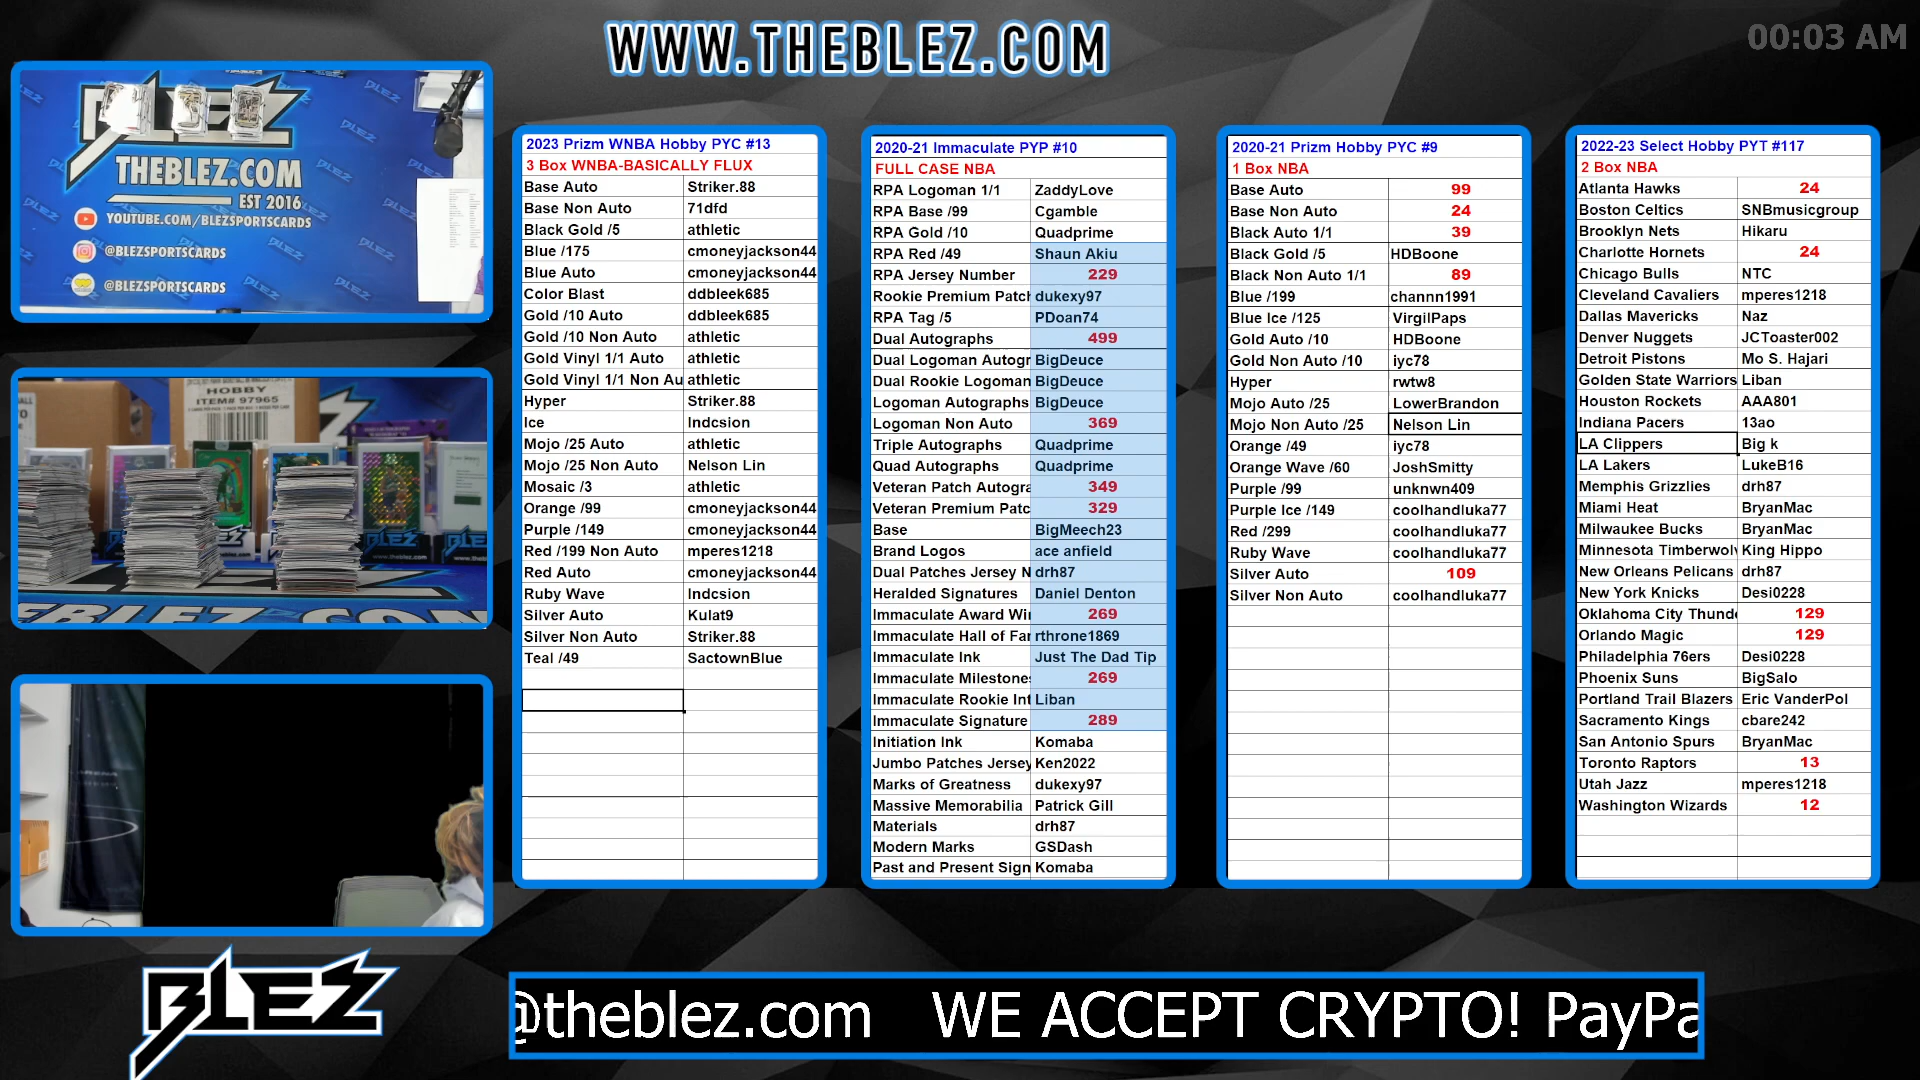 WWW.THEBLEZ.COM
00:03 AM
BLEZ
THEBLEZ.COM
EST 2016
YOUTUBE.COM/BLEZSPORTSCARDS
@BLEZSPORTSCARDS
@BLEZSPORTSCARDS
HOBBY
ITEM# 97965
2023 Prizm WNBA Hobby PYC #13
3 Box WNBA-BASICALLY FLUX
Base Auto Striker.88
Base Non Auto 71dfd
Black Gold /5 athletic
Blue /175 cmoneyjackson44
Blue Auto cmoneyjackson44
Color Blast ddbleek685
Gold /10 Auto ddbleek685
Gold /10 Non Auto athletic
Gold Vinyl 1/1 Auto athletic
Gold Vinyl 1/1 Non Au athletic
Hyper Striker.88
Ice Indcsion
Mojo /25 Auto athletic
Mojo /25 Non Auto Nelson Lin
Mosaic /3 athletic
Orange /99 cmoneyjackson44
Purple /149 cmoneyjackson44
Red /199 Non Auto mperes1218
Red Auto cmoneyjackson44
Ruby Wave Indcsion
Silver Auto Kulat9
Silver Non Auto Striker.88
Teal /49 SactownBlue
2020-21 Immaculate PYP #10
FULL CASE NBA
RPA Logoman 1/1 ZaddyLove
RPA Base /99 Cgamble
RPA Gold /10 Quadprime
RPA Red /49 Shaun Akiu
RPA Jersey Number 229
Rookie Premium Patch dukexy97
RPA Tag /5 PDoan74
Dual Autographs 499
Dual Logoman Autogr BigDeuce
Dual Rookie Logoman BigDeuce
Logoman Autographs BigDeuce
Logoman Non Auto 369
Triple Autographs Quadprime
Quad Autographs Quadprime
Veteran Patch Autogra 349
Veteran Premium Patc 329
Base BigMeech23
Brand Logos ace anfield
Dual Patches Jersey N drh87
Heralded Signatures Daniel Denton
Immaculate Award Wi 269
Immaculate Hall of Fa rthrone1869
Immaculate Ink Just The Dad Tip
Immaculate Milestone 269
Immaculate Rookie Int Liban
Immaculate Signature 289
Initiation Ink Komaba
Jumbo Patches Jersey Ken2022
Marks of Greatness dukexy97
Massive Memorabilia Patrick Gill
Materials drh87
Modern Marks GSDash
Past and Present Sign Komaba
2020-21 Prizm Hobby PYC #9
1 Box NBA
Base Auto 99
Base Non Auto 24
Black Auto 1/1 39
Black Gold /5 HDBoone
Black Non Auto 1/1 89
Blue /199 channn1991
Blue Ice /125 VirgilPaps
Gold Auto /10 HDBoone
Gold Non Auto /10 iyc78
Hyper rwtw8
Mojo Auto /25 LowerBrandon
Mojo Non Auto /25 Nelson Lin
Orange /49 iyc78
Orange Wave /60 JoshSmitty
Purple /99 unknwn409
Purple Ice /149 coolhandluka77
Red /299 coolhandluka77
Ruby Wave coolhandluka77
Silver Auto 109
Silver Non Auto coolhandluka77
2022-23 Select Hobby PYT #117
2 Box NBA
Atlanta Hawks 24
Boston Celtics SNBmusicgroup
Brooklyn Nets Hikaru
Charlotte Hornets 24
Chicago Bulls NTC
Cleveland Cavaliers mperes1218
Dallas Mavericks Naz
Denver Nuggets JCToaster002
Detroit Pistons Mo S. Hajari
Golden State Warriors Liban
Houston Rockets AAA801
Indiana Pacers 13ao
LA Clippers Big k
LA Lakers LukeB16
Memphis Grizzlies drh87
Miami Heat BryanMac
Milwaukee Bucks BryanMac
Minnesota Timberwol King Hippo
New Orleans Pelicans drh87
New York Knicks Desi0228
Oklahoma City Thund 129
Orlando Magic 129
Philadelphia 76ers Desi0228
Phoenix Suns BigSalo
Portland Trail Blazers Eric VanderPol
Sacramento Kings cbare242
San Antonio Spurs BryanMac
Toronto Raptors 13
Utah Jazz mperes1218
Washington Wizards 12
BLEZ
@theblez.com WE ACCEPT CRYPTO! PayPa